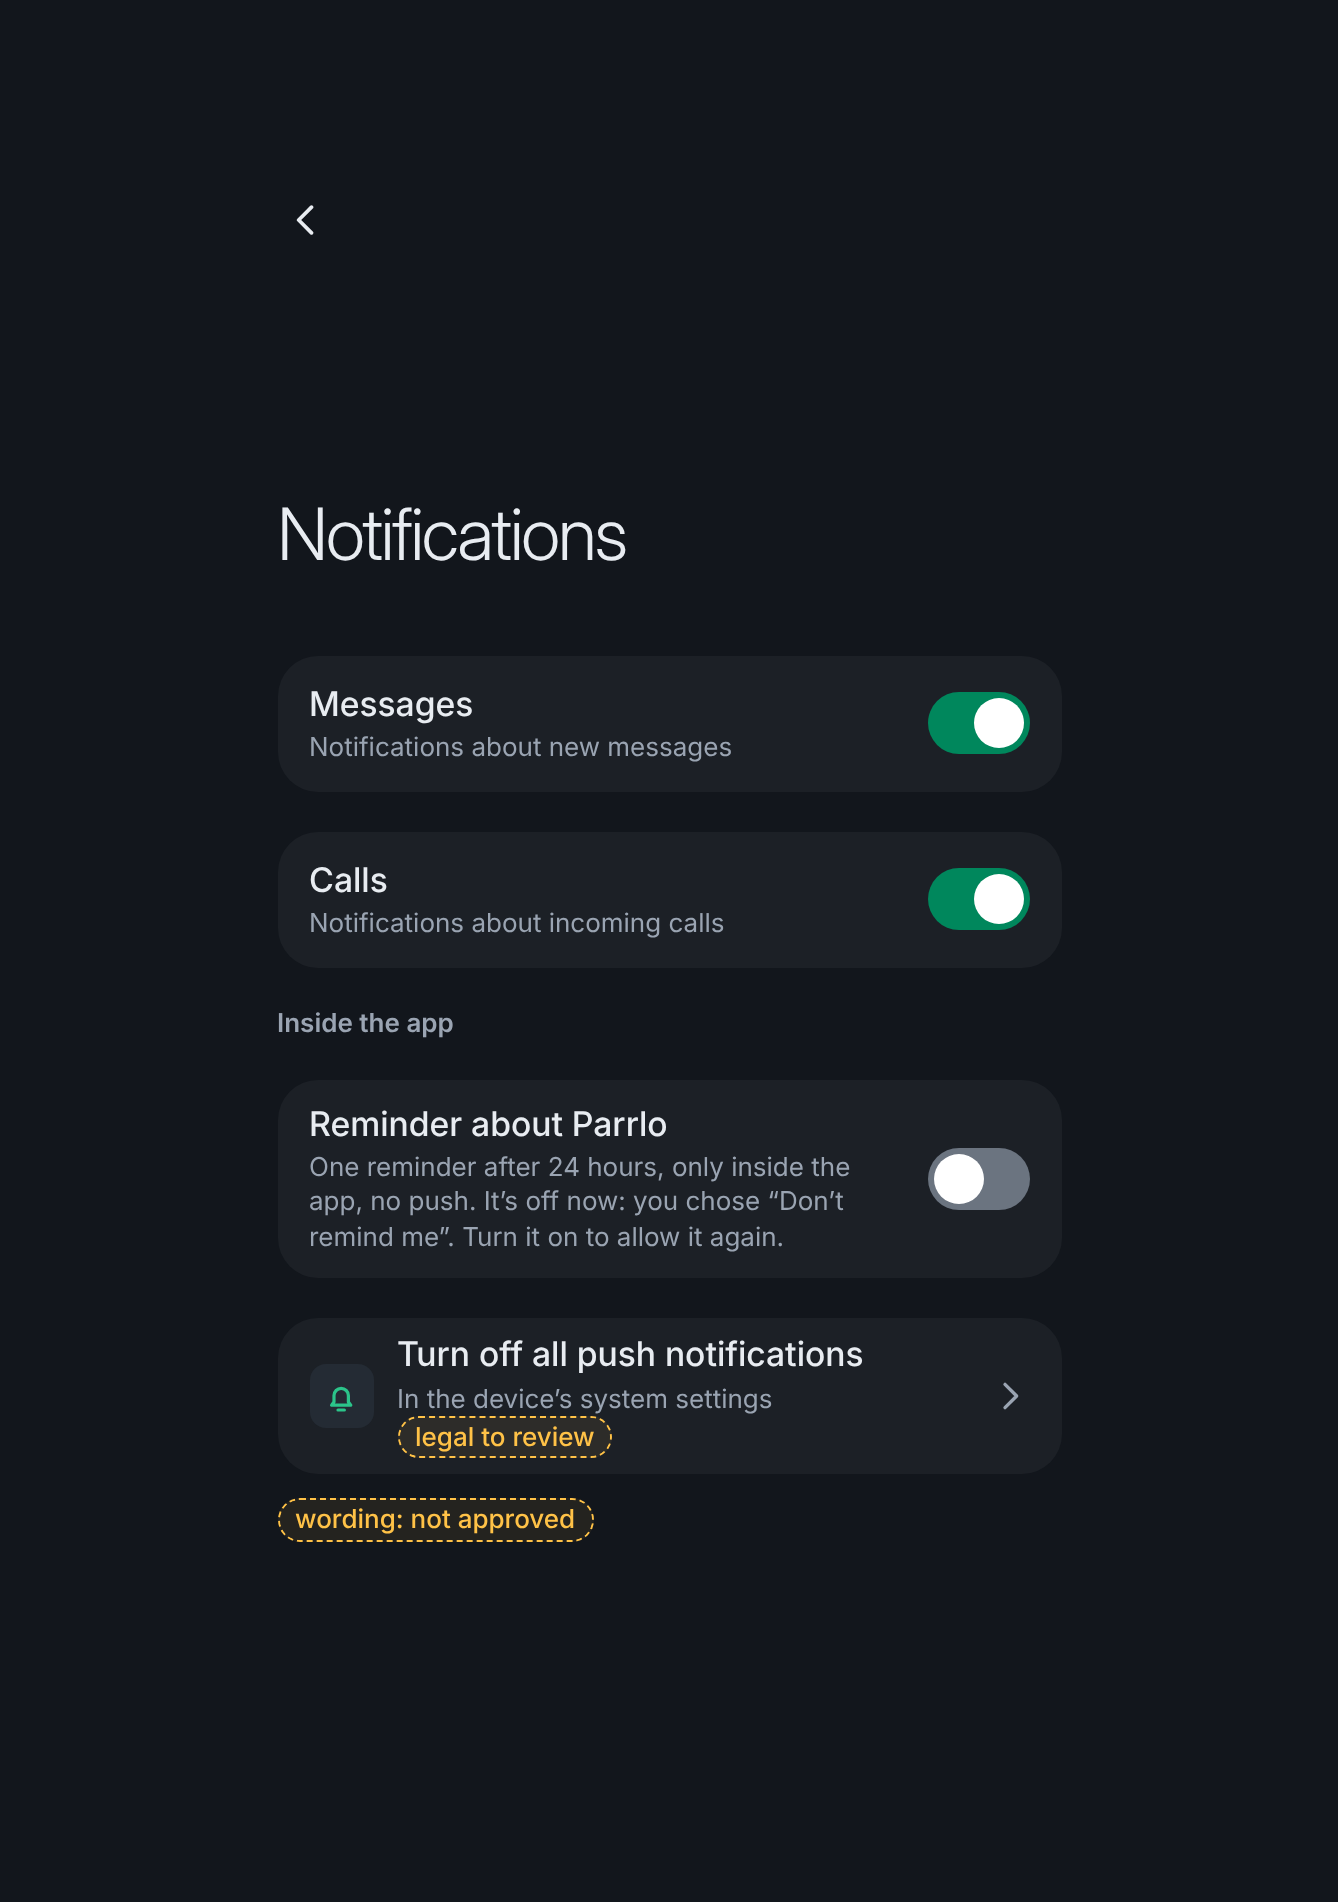 Notifications
Messages
Notifications about new messages
Calls
Notifications about incoming calls
Inside the app
Reminder about Parrlo
One reminder after 24 hours, only inside the
app, no push. It’s off now: you chose “Don’t
remind me”. Turn it on to allow it again.
Turn off all push notifications
In the device’s system settings
legal to review
wording: not approved